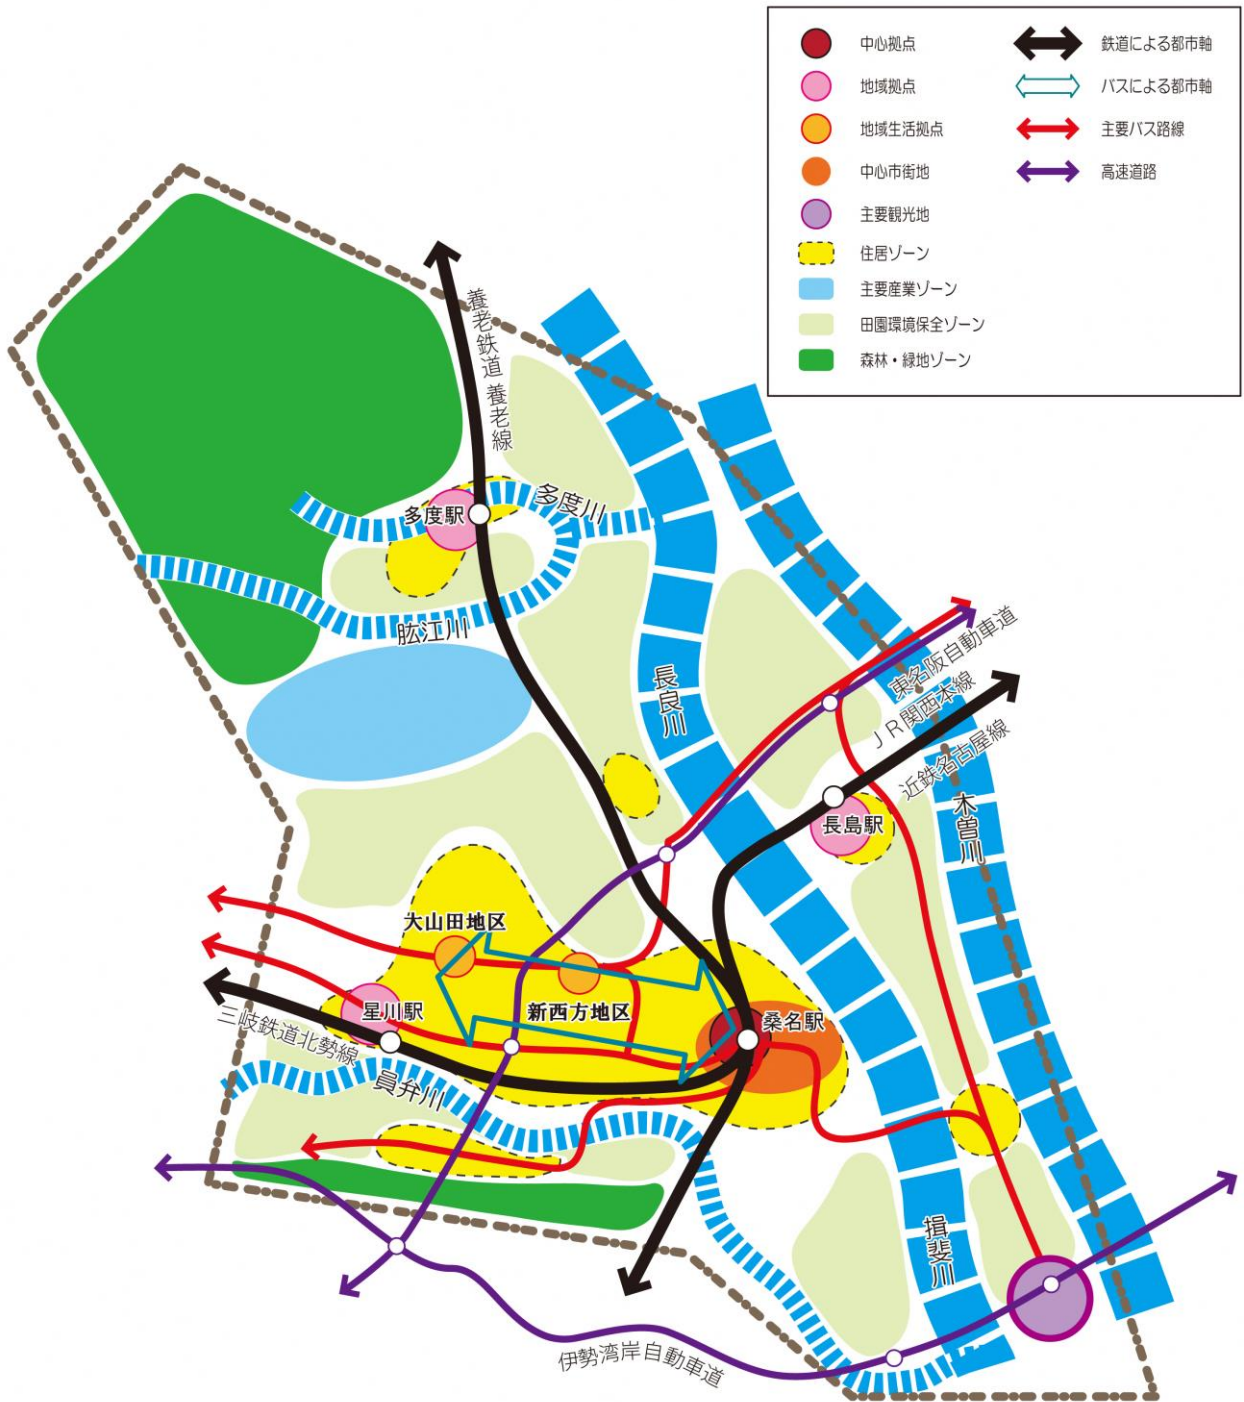 中心拠点
地域拠点
地域生活拠点
中心市街地
主要観光地
住居ゾーン
主要産業ゾーン
田園環境保全ゾーン
森林・緑地ゾーン
鉄道による都市軸
バスによる都市軸
主要バス路線
高速道路
養老鉄道 養老線
多度駅
多度川
肱江川
長良川
東名阪自動車道
JR関西本線
近鉄名古屋線
長島駅
木曽川
大山田地区
新西方地区
星川駅
桑名駅
三岐鉄道北勢線
員弁川
揖斐川
伊勢湾岸自動車道